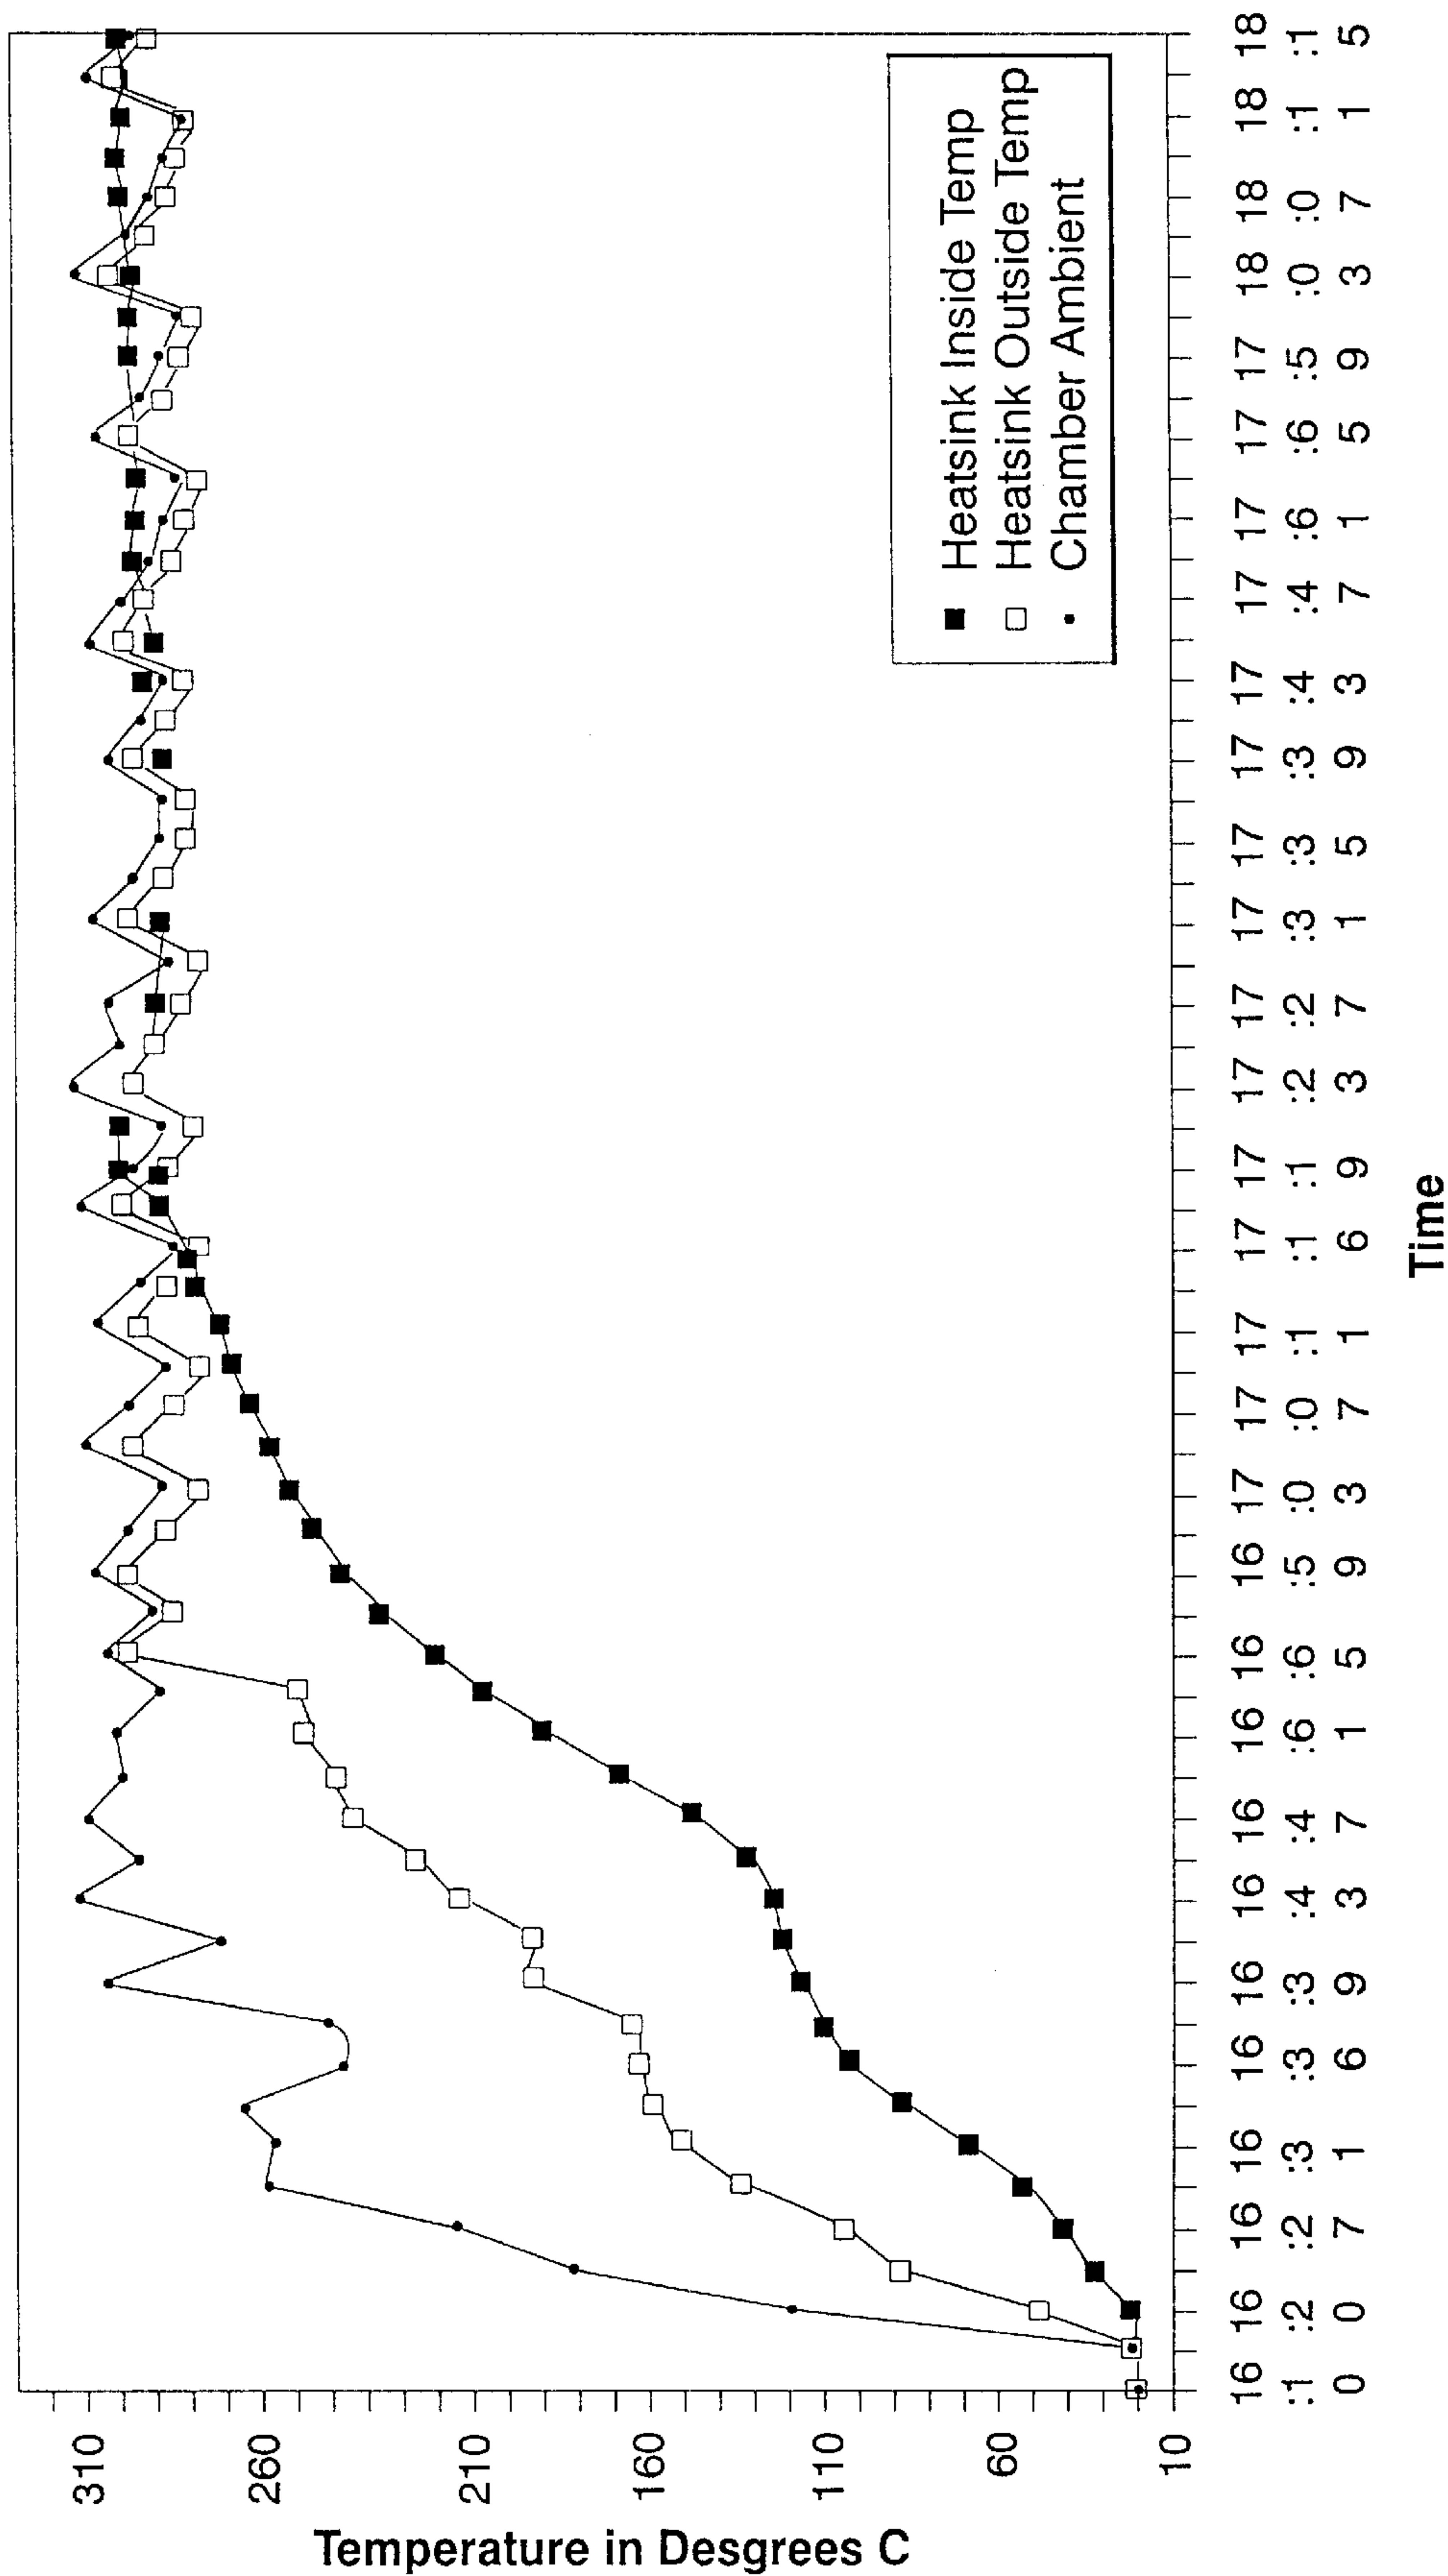 Temperature in Desgrees C
310
260
210
160
110
60
10
Heatsink Inside Temp
Heatsink Outside Temp
Chamber Ambient
16 16 16 16 16 16 16 16 16 16 16 17 17 17 17 17 17 17 17 17 17 17 17 17 17 17 18 18 18 18
:1 :2 :2 :3 :3 :3 :4 :4 :6 :6 :5 :0 :0 :1 :1 :1 :2 :2 :3 :3 :3 :4 :4 :6 :6 :5 :0 :0 :1 :1
0 0 7 1 6 9 3 7 1 5 9 3 7 1 6 9 3 7 1 5 9 3 7 1 5 9 3 7 1 5
Time